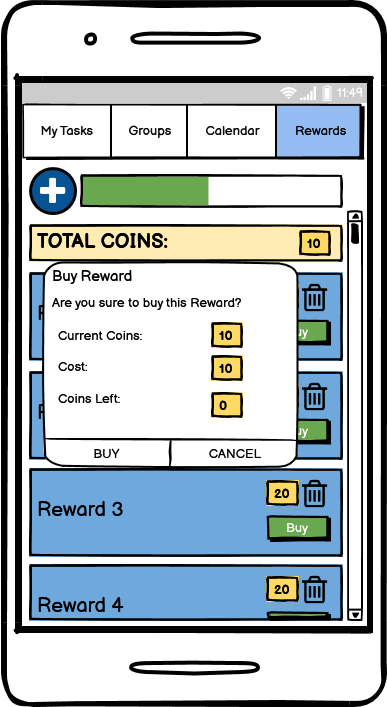 11:49
My Tasks Groups Calendar Rewards
TOTAL COINS: 10
Buy Reward
Are you sure to buy this Reward?
Current Coins: 10
Cost: 10
Coins Left: 0
BUY CANCEL
20
Reward 3
Buy
20
Reward 4